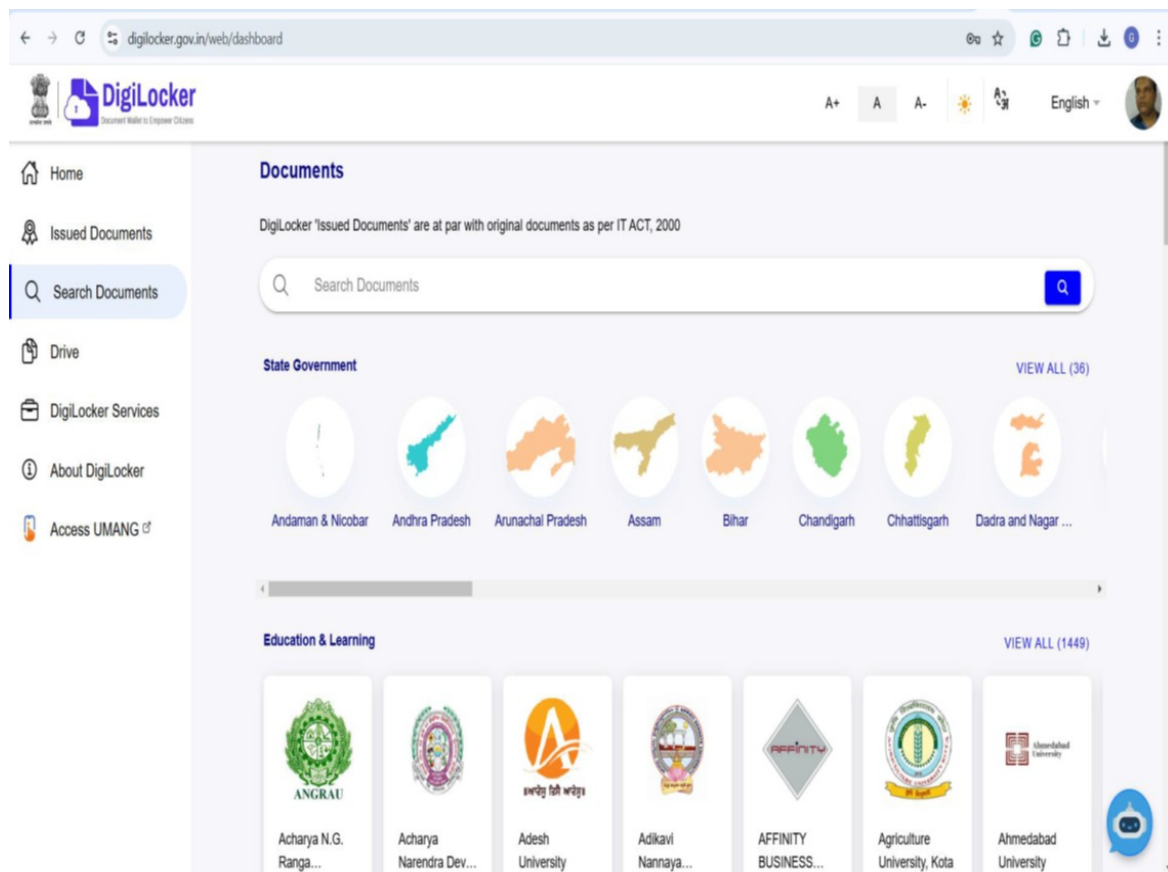 digilocker.gov.in/web/dashboard
G
DigiLocker
Document Wallet to Empower Citizens
A+ A A- English
Home
Issued Documents
Search Documents
Drive
DigiLocker Services
About DigiLocker
Access UMANG
Documents
DigiLocker 'Issued Documents' are at par with original documents as per IT ACT, 2000
Search Documents
State Government VIEW ALL (36)
Andaman & Nicobar Andhra Pradesh Arunachal Pradesh Assam Bihar Chandigarh Chhattisgarh Dadra and Nagar ...
Education & Learning VIEW ALL (1449)
ANGRAU
AFFINITY
Ahmedabad
University
Acharya N.G. Acharya Adesh Adikavi AFFINITY Agriculture Ahmedabad
Ranga... Narendra Dev... University Nannaya... BUSINESS... University, Kota University